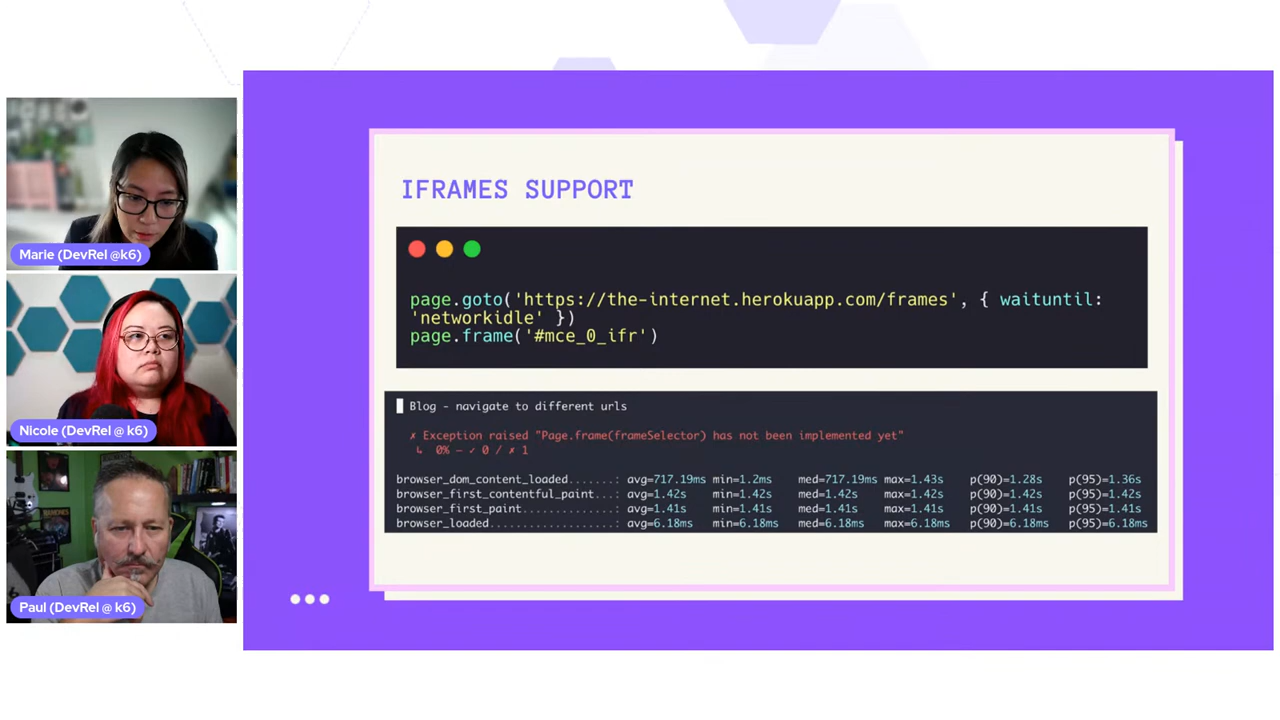 Marie (DevRel @k6)
Nicole (DevRel @ k6)
Paul (DevRel @ k6)
IFRAMES SUPPORT
page.goto('https://the-internet.herokuapp.com/frames', { waituntil:
'networkidle' })
page.frame('#mce_0_ifr')
Blog - navigate to different urls
✗ Exception raised "Page.frame(frameSelector) has not been implemented yet"
↳ 0% — ✓ 0 / ✗ 1
browser_dom_content_loaded.......: avg=717.19ms min=1.2ms med=717.19ms max=1.43s p(90)=1.28s p(95)=1.36s
browser_first_contentful_paint...: avg=1.42s min=1.42s med=1.42s max=1.42s p(90)=1.42s p(95)=1.42s
browser_first_paint..............: avg=1.41s min=1.41s med=1.41s max=1.41s p(90)=1.41s p(95)=1.41s
browser_loaded...................: avg=6.18ms min=6.18ms med=6.18ms max=6.18ms p(90)=6.18ms p(95)=6.18ms